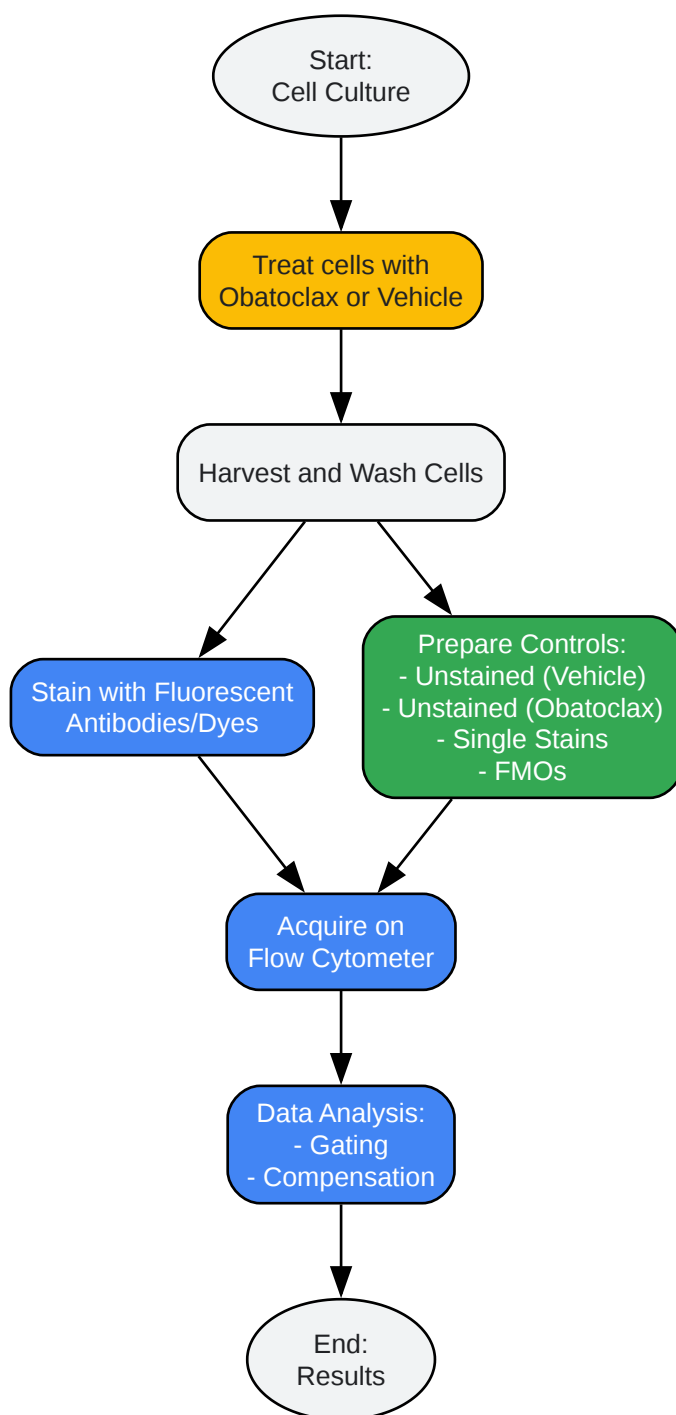 Start:
Cell Culture
Treat cells with
Obatoclax or Vehicle
Harvest and Wash Cells
Stain with Fluorescent
Antibodies/Dyes
Prepare Controls:
- Unstained (Vehicle)
- Unstained (Obatoclax)
- Single Stains
- FMOs
Acquire on
Flow Cytometer
Data Analysis:
- Gating
- Compensation
End:
Results